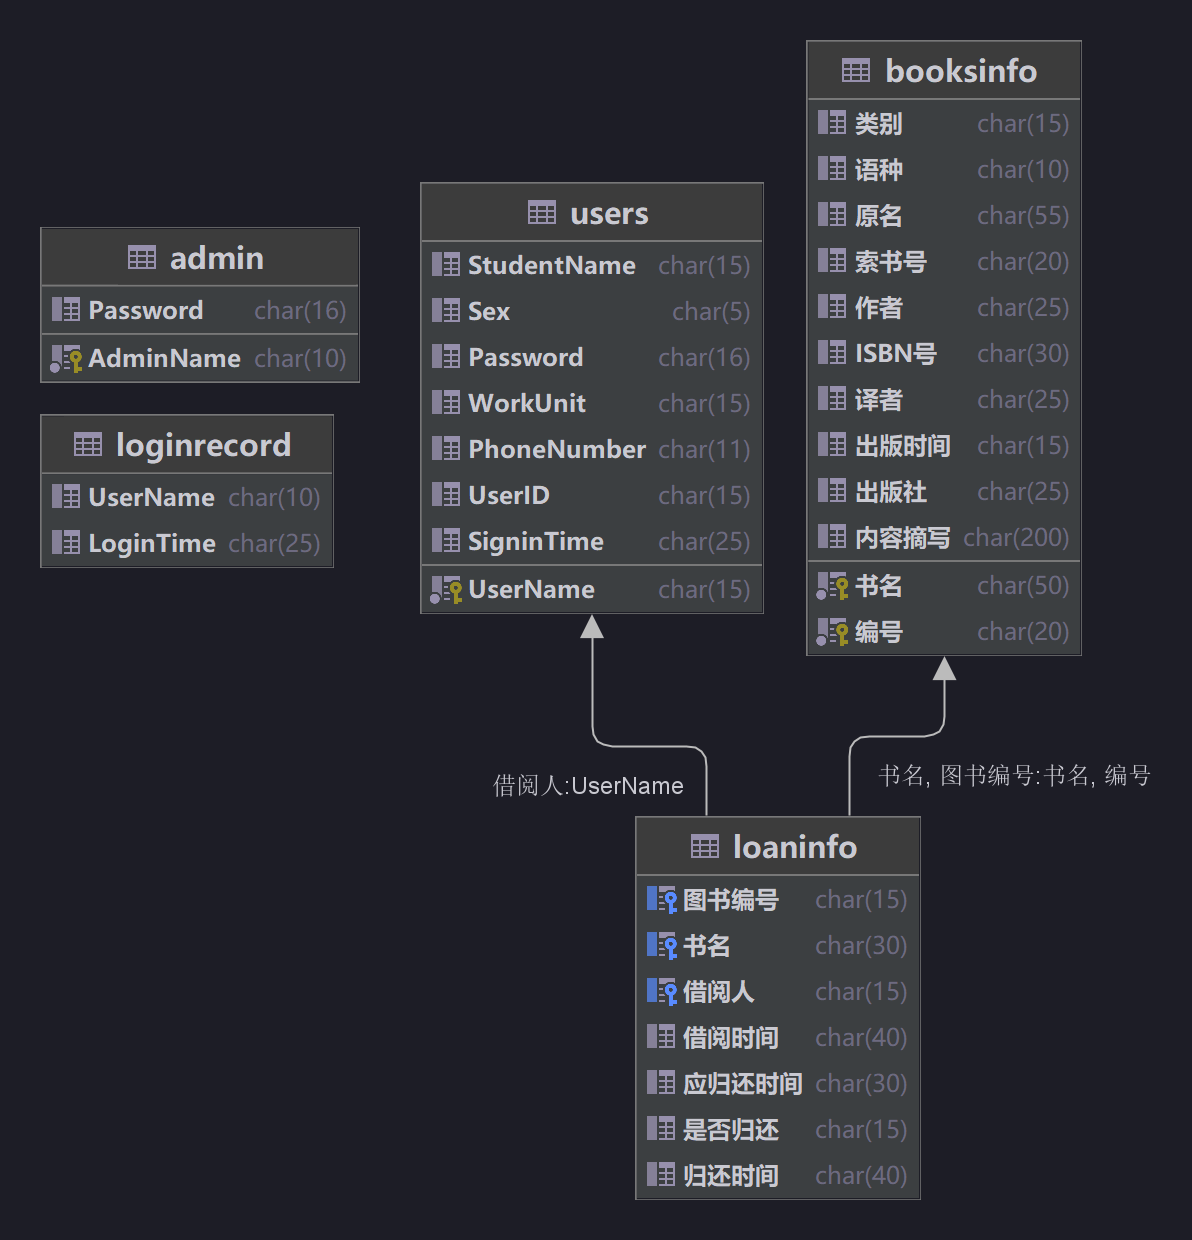 admin
Password char(16)
AdminName char(10)
loginrecord
UserName char(10)
LoginTime char(25)
users
StudentName char(15)
Sex char(5)
Password char(16)
WorkUnit char(15)
PhoneNumber char(11)
UserID char(15)
SigninTime char(25)
UserName char(15)
booksinfo
类别 char(15)
语种 char(10)
原名 char(55)
索书号 char(20)
作者 char(25)
ISBN号 char(30)
译者 char(25)
出版时间 char(15)
出版社 char(25)
内容摘写 char(200)
书名 char(50)
编号 char(20)
借阅人:UserName
书名, 图书编号:书名, 编号
loaninfo
图书编号 char(15)
书名 char(30)
借阅人 char(15)
借阅时间 char(40)
应归还时间 char(30)
是否归还 char(15)
归还时间 char(40)